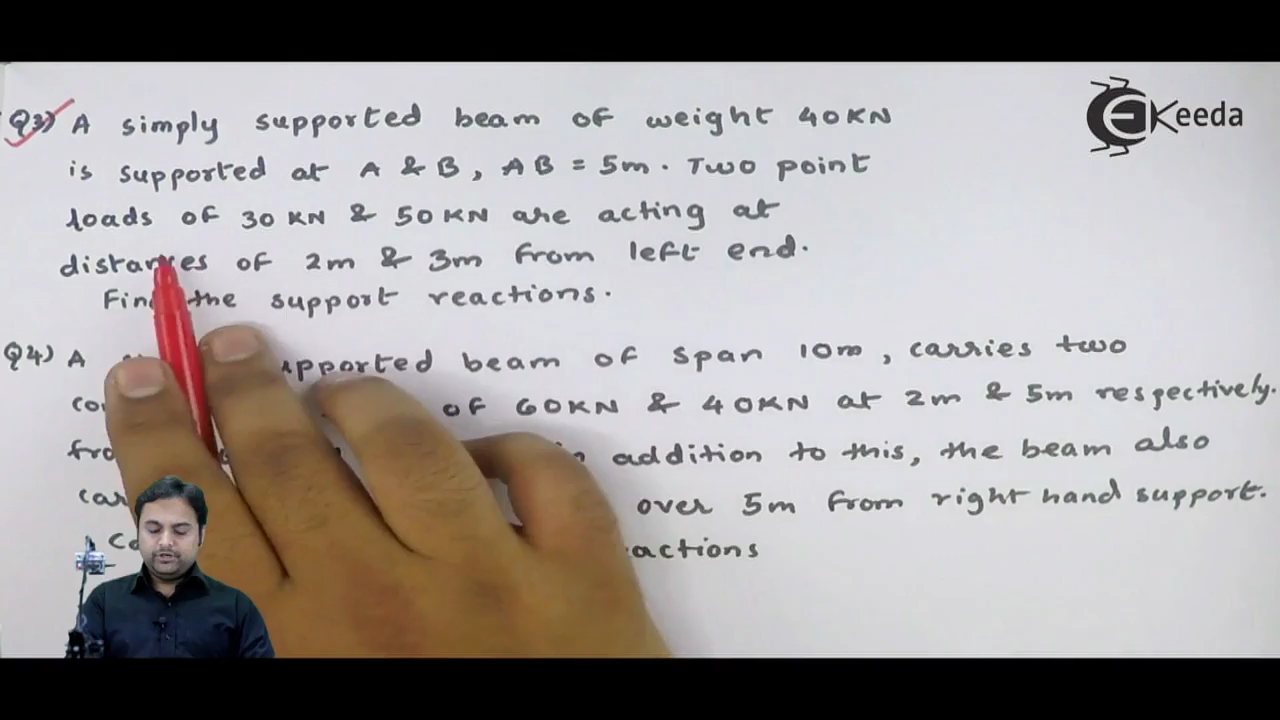 Keeda
Q3) A simply supported beam of weight 40KN
is supported at A & B, AB = 5m. Two point
loads of 30KN & 50KN are acting at
distances of 2m & 3m from left end.
Find the support reactions.
Q4) A supported beam of span 10m, carries two
of 60KN & 40KN at 2m & 5m respectively.
addition to this, the beam also
over 5m from right hand support.